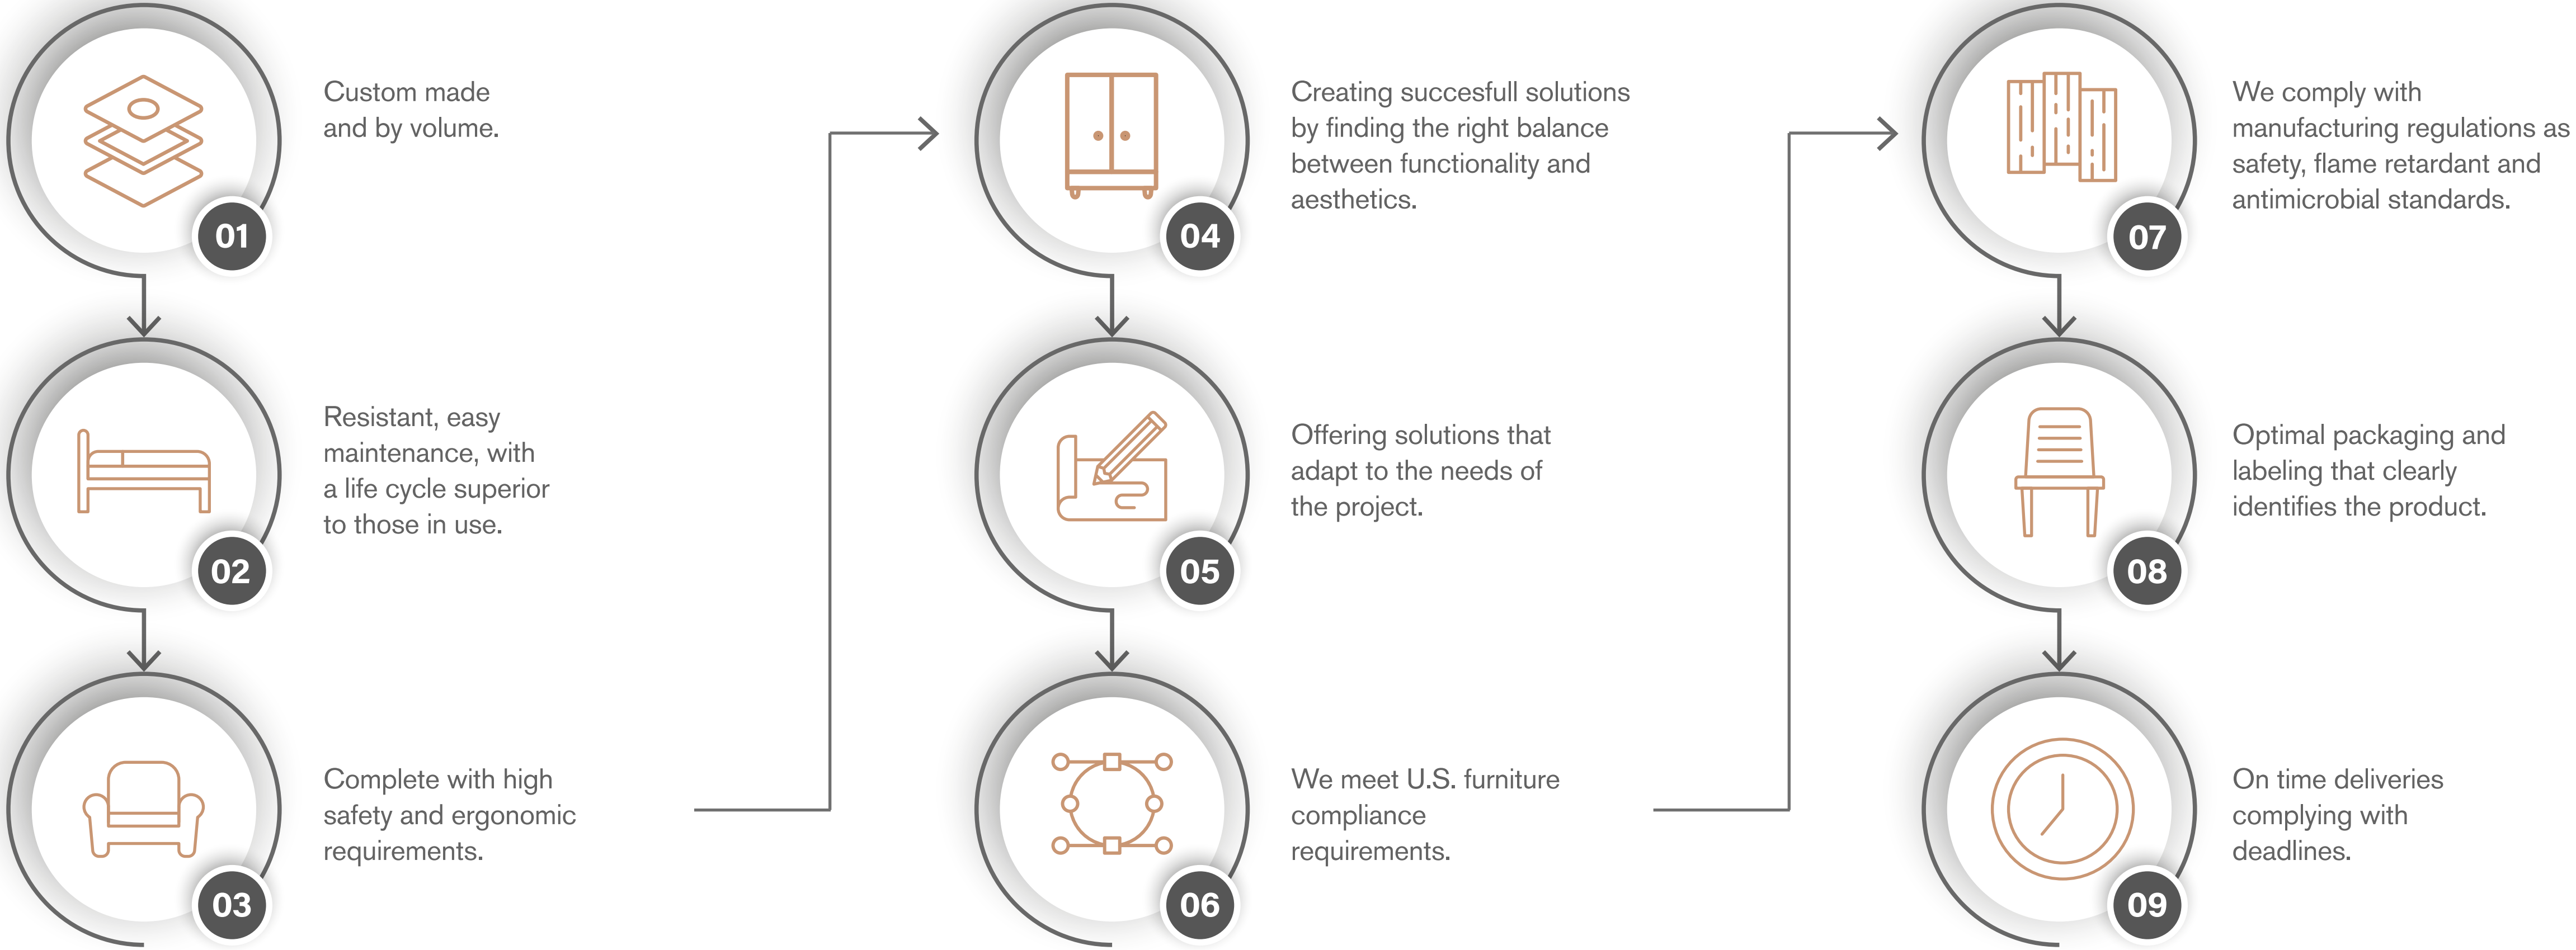 01
Custom made
and by volume.
02
Resistant, easy
maintenance, with
a life cycle superior
to those in use.
03
Complete with high
safety and ergonomic
requirements.
04
Creating succesfull solutions
by finding the right balance
between functionality and
aesthetics.
05
Offering solutions that
adapt to the needs of
the project.
06
We meet U.S. furniture
compliance
requirements.
07
We comply with
manufacturing regulations as
safety, flame retardant and
antimicrobial standards.
08
Optimal packaging and
labeling that clearly
identifies the product.
09
On time deliveries
complying with
deadlines.